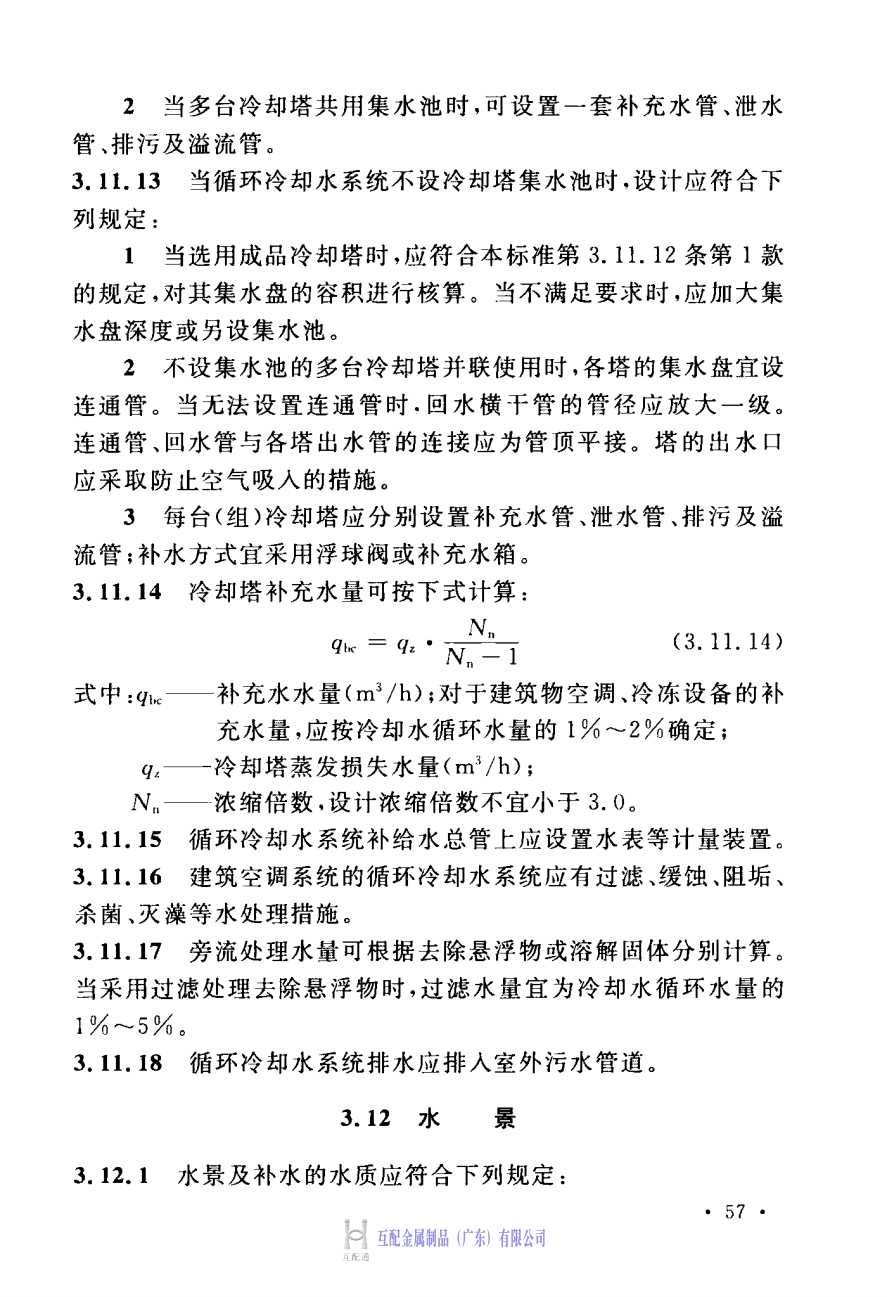 2 当多台冷却塔共用集水池时,可设置一套补充水管、泄水
管、排污及溢流管。
3.11.13 当循环冷却水系统不设冷却塔集水池时,设计应符合下
列规定:
1 当选用成品冷却塔时,应符合本标准第 3.11.12 条第 1 款
的规定,对其集水盘的容积进行核算。当不满足要求时,应加大集
水盘深度或另设集水池。
2 不设集水池的多台冷却塔并联使用时,各塔的集水盘宜设
连通管。当无法设置连通管时,回水横干管的管径应放大一级。
连通管、回水管与各塔出水管的连接应为管顶平接。塔的出水口
应采取防止空气吸入的措施。
3 每台(组)冷却塔应分别设置补充水管、泄水管、排污及溢
流管;补水方式宜采用浮球阀或补充水箱。
3.11.14 冷却塔补充水量可按下式计算:
q_bc = q_z · N_n / (N_n − 1) (3.11.14)
式中:q_bc——补充水水量(m³/h);对于建筑物空调、冷冻设备的补
充水量,应按冷却水循环水量的 1%～2%确定;
q_z——冷却塔蒸发损失水量(m³/h);
N_n——浓缩倍数,设计浓缩倍数不宜小于 3.0。
3.11.15 循环冷却水系统补给水总管上应设置水表等计量装置。
3.11.16 建筑空调系统的循环冷却水系统应有过滤、缓蚀、阻垢、
杀菌、灭藻等水处理措施。
3.11.17 旁流处理水量可根据去除悬浮物或溶解固体分别计算。
当采用过滤处理去除悬浮物时,过滤水量宜为冷却水循环水量的
1%～5%。
3.11.18 循环冷却水系统排水应排入室外污水管道。
3.12 水 景
3.12.1 水景及补水的水质应符合下列规定:
· 57 ·
互配金属制品（广东）有限公司
互配通